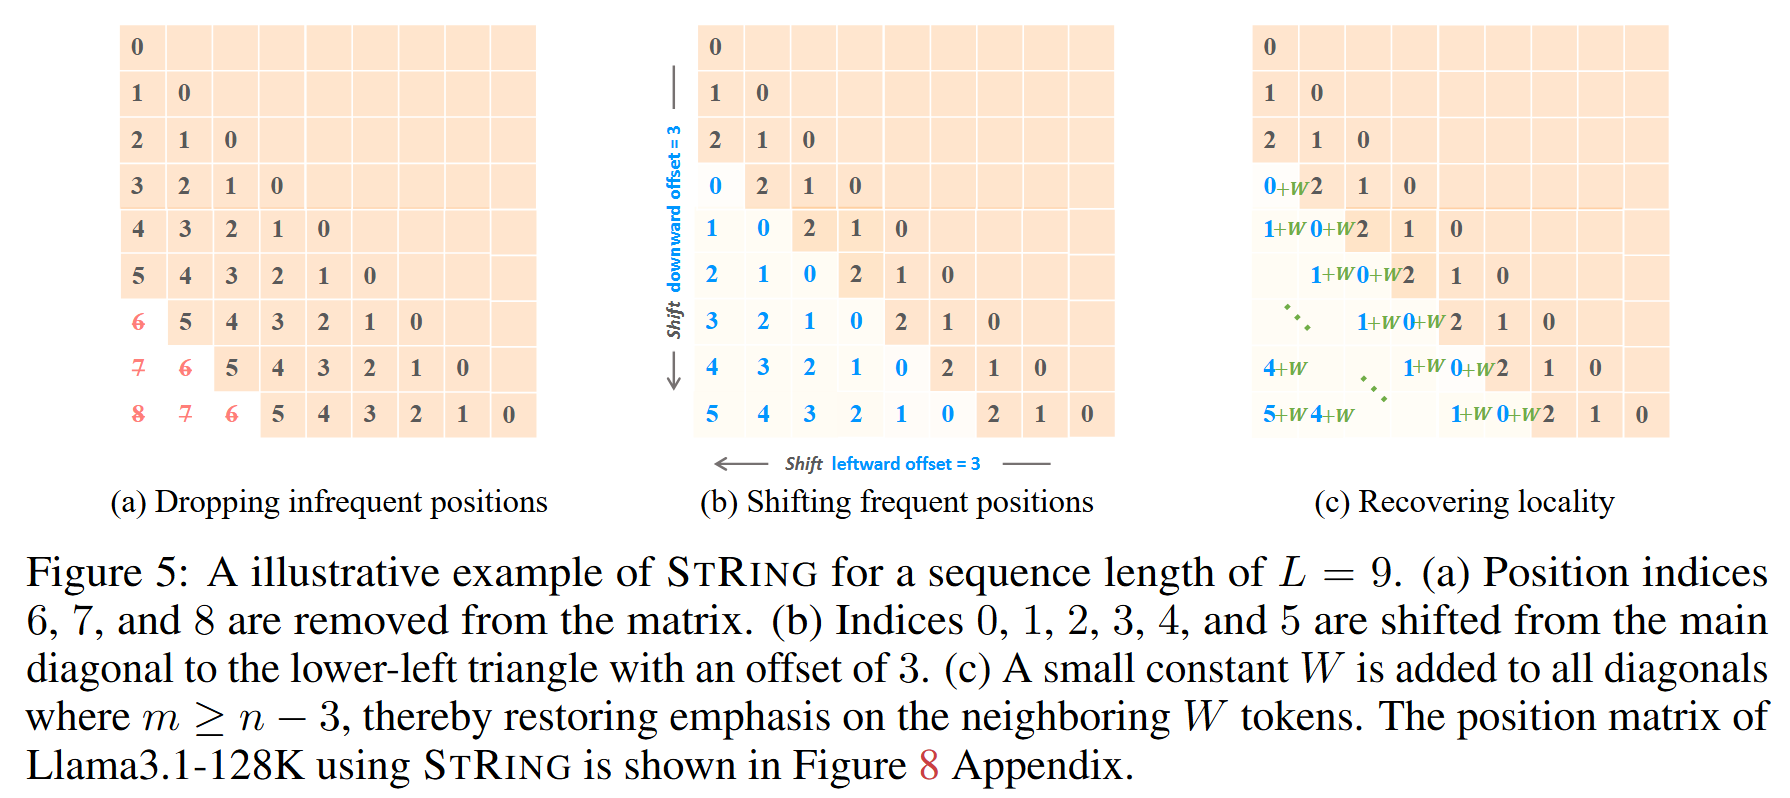 0
1 0
2 1 0
3 2 1 0
4 3 2 1 0
5 4 3 2 1 0
6 5 4 3 2 1 0
7 6 5 4 3 2 1 0
8 7 6 5 4 3 2 1 0
(a) Dropping infrequent positions
Shift downward offset = 3
0
1 0
2 1 0
0 2 1 0
1 0 2 1 0
2 1 0 2 1 0
3 2 1 0 2 1 0
4 3 2 1 0 2 1 0
5 4 3 2 1 0 2 1 0
Shift leftward offset = 3
(b) Shifting frequent positions
0
1 0
2 1 0
0+W 2 1 0
1+W 0+W 2 1 0
1+W 0+W 2 1 0
1+W 0+W 2 1 0
4+W 1+W 0+W 2 1 0
5+W 4+W 1+W 0+W 2 1 0
(c) Recovering locality
Figure 5: A illustrative example of STRING for a sequence length of L = 9. (a) Position indices
6, 7, and 8 are removed from the matrix. (b) Indices 0, 1, 2, 3, 4, and 5 are shifted from the main
diagonal to the lower-left triangle with an offset of 3. (c) A small constant W is added to all diagonals
where m ≥ n − 3, thereby restoring emphasis on the neighboring W tokens. The position matrix of
Llama3.1-128K using STRING is shown in Figure 8 Appendix.